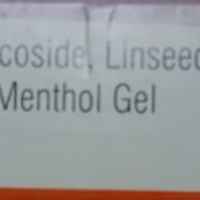 coside, Linseed
Menthol Gel